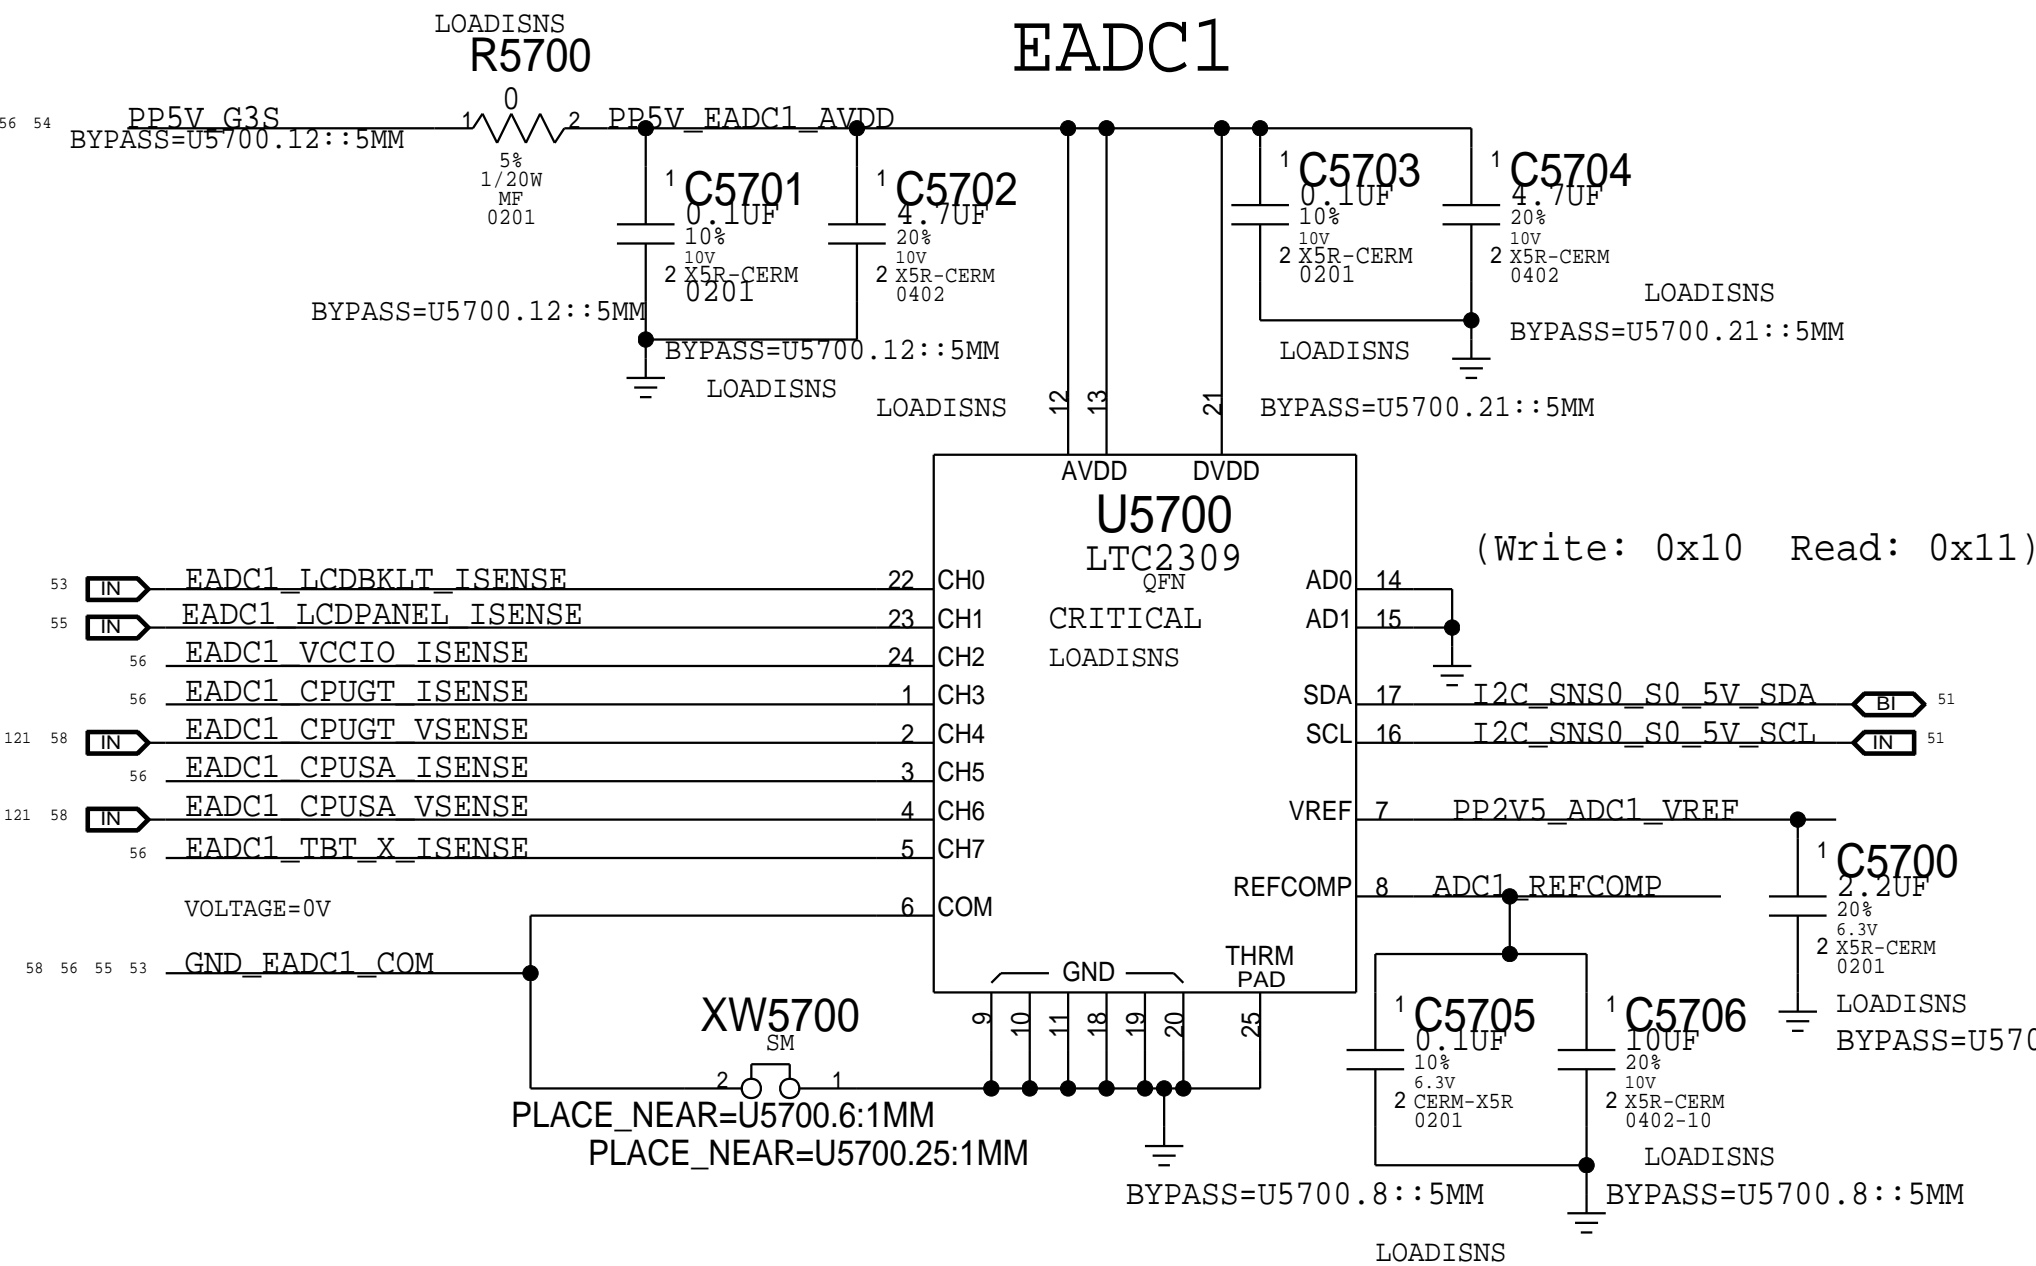 EADC1
LOADISNS
R5700
0
56 54
PP5V_G3S
1
2
PP5V_EADC1_AVDD
BYPASS=U5700.12::5MM
5%
1/20W
MF
0201
1
C5701
0.1UF
10%
10V
2
X5R-CERM
0201
BYPASS=U5700.12::5MM
1
C5702
4.7UF
20%
10V
2
X5R-CERM
0402
BYPASS=U5700.12::5MM
LOADISNS
LOADISNS
1
C5703
0.1UF
10%
10V
2
X5R-CERM
0201
LOADISNS
BYPASS=U5700.21::5MM
1
C5704
4.7UF
20%
10V
2
X5R-CERM
0402
LOADISNS
BYPASS=U5700.21::5MM
12
13
21
AVDD
DVDD
U5700
LTC2309
QFN
CRITICAL
LOADISNS
(Write: 0x10 Read: 0x11)
53 IN EADC1_LCDBKLT_ISENSE 22 CH0
55 IN EADC1_LCDPANEL_ISENSE 23 CH1
56 EADC1_VCCIO_ISENSE 24 CH2
56 EADC1_CPUGT_ISENSE 1 CH3
121 58 IN EADC1_CPUGT_VSENSE 2 CH4
56 EADC1_CPUSA_ISENSE 3 CH5
121 58 IN EADC1_CPUSA_VSENSE 4 CH6
56 EADC1_TBT_X_ISENSE 5 CH7
VOLTAGE=0V
6 COM
58 56 55 53 GND_EADC1_COM
AD0 14
AD1 15
SDA 17 I2C_SNS0_S0_5V_SDA BI 51
SCL 16 I2C_SNS0_S0_5V_SCL IN 51
VREF 7 PP2V5_ADC1_VREF
REFCOMP 8 ADC1_REFCOMP
GND
THRM
PAD
9
10
11
18
19
20
25
XW5700
SM
2
1
PLACE_NEAR=U5700.6:1MM
PLACE_NEAR=U5700.25:1MM
1
C5700
2.2UF
20%
6.3V
2
X5R-CERM
0201
LOADISNS
BYPASS=U570
1
C5705
0.1UF
10%
6.3V
2
CERM-X5R
0201
BYPASS=U5700.8::5MM
LOADISNS
1
C5706
10UF
20%
10V
2
X5R-CERM
0402-10
LOADISNS
BYPASS=U5700.8::5MM